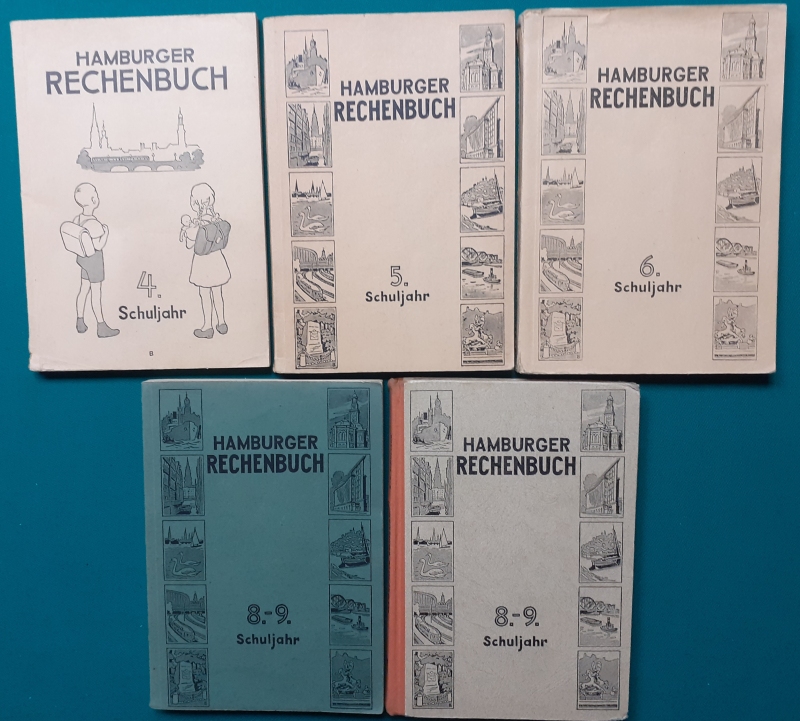 HAMBURGER
RECHENBUCH
4.
Schuljahr
B
HAMBURGER
RECHENBUCH
5.
Schuljahr
HAMBURGER
RECHENBUCH
6.
Schuljahr
HAMBURGER
RECHENBUCH
8.-9.
Schuljahr
HAMBURGER
RECHENBUCH
8.-9.
Schuljahr